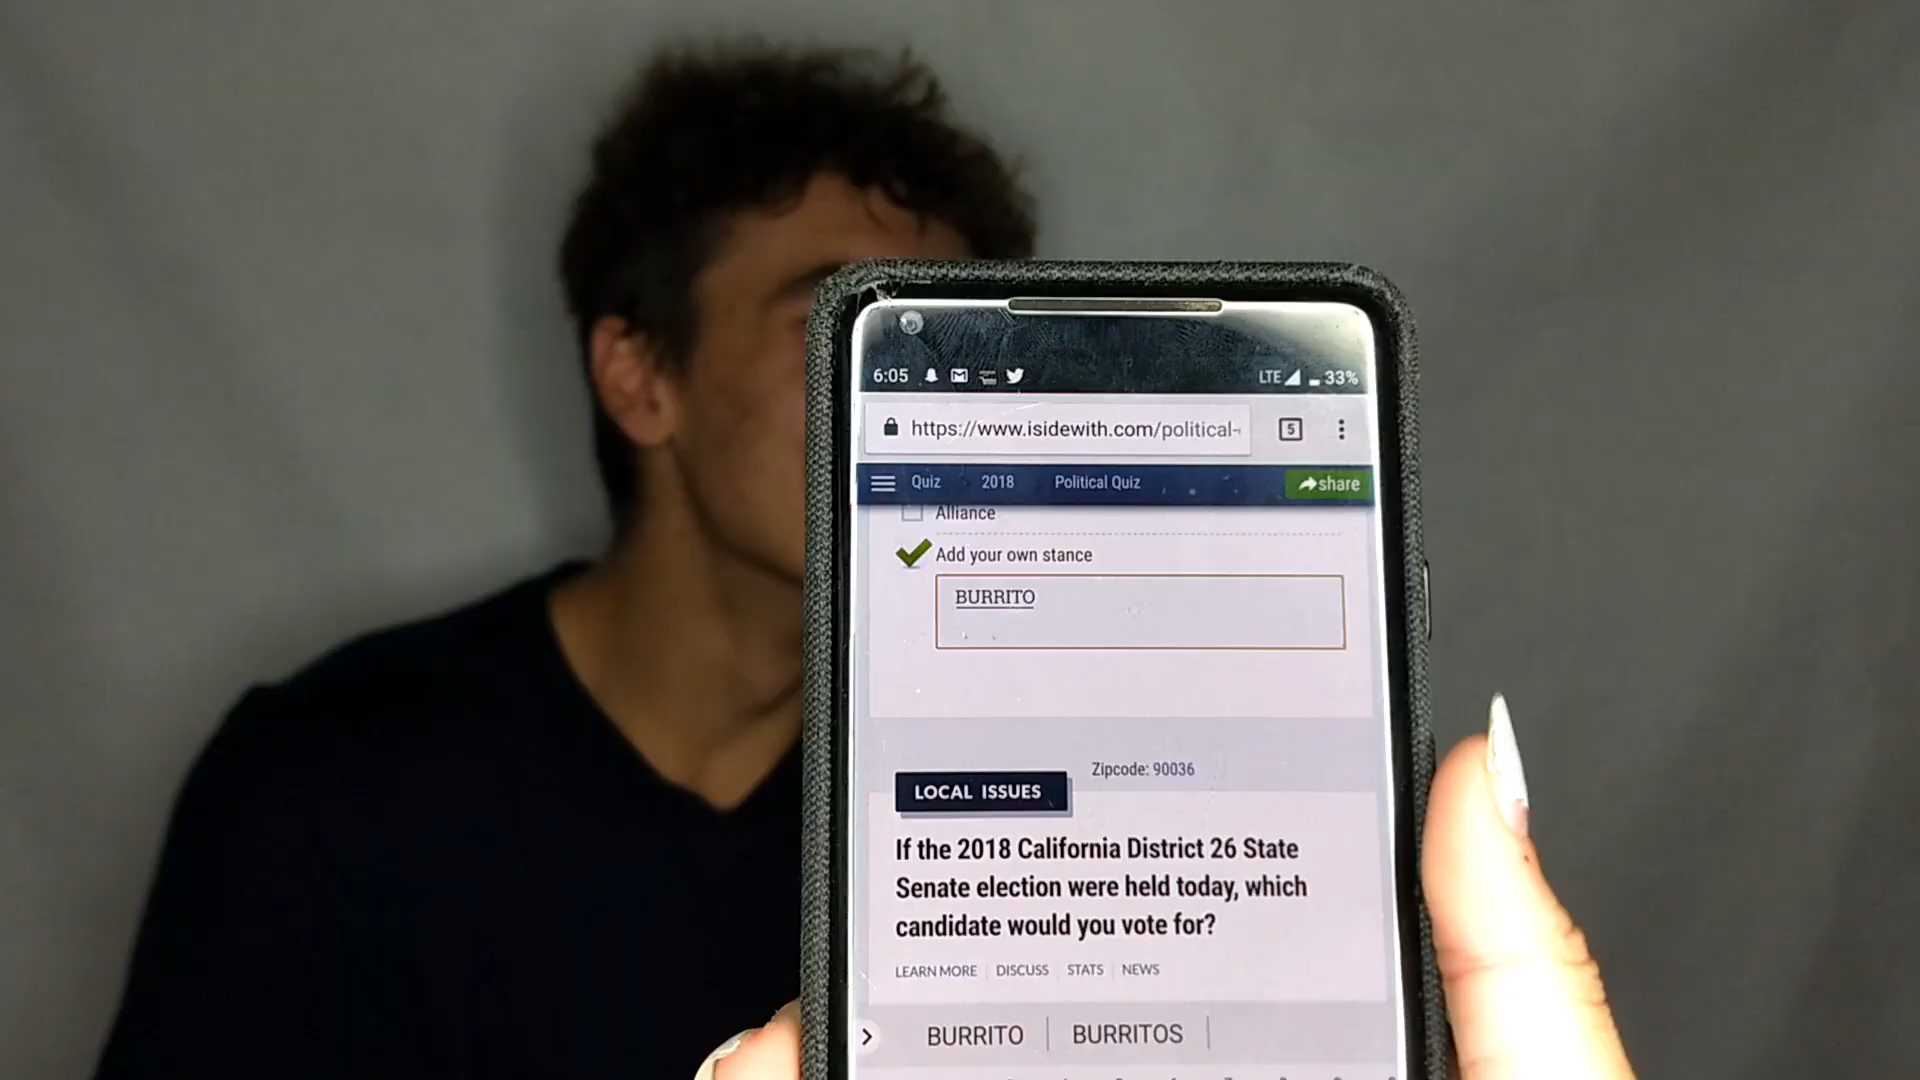 6:05 LTE 33%
https://www.isidewith.com/political-
5
Quiz 2018 Political Quiz share
Alliance
Add your own stance
BURRITO
Zipcode: 90036
LOCAL ISSUES
If the 2018 California District 26 State
Senate election were held today, which
candidate would you vote for?
LEARN MORE DISCUSS STATS NEWS
BURRITO BURRITOS